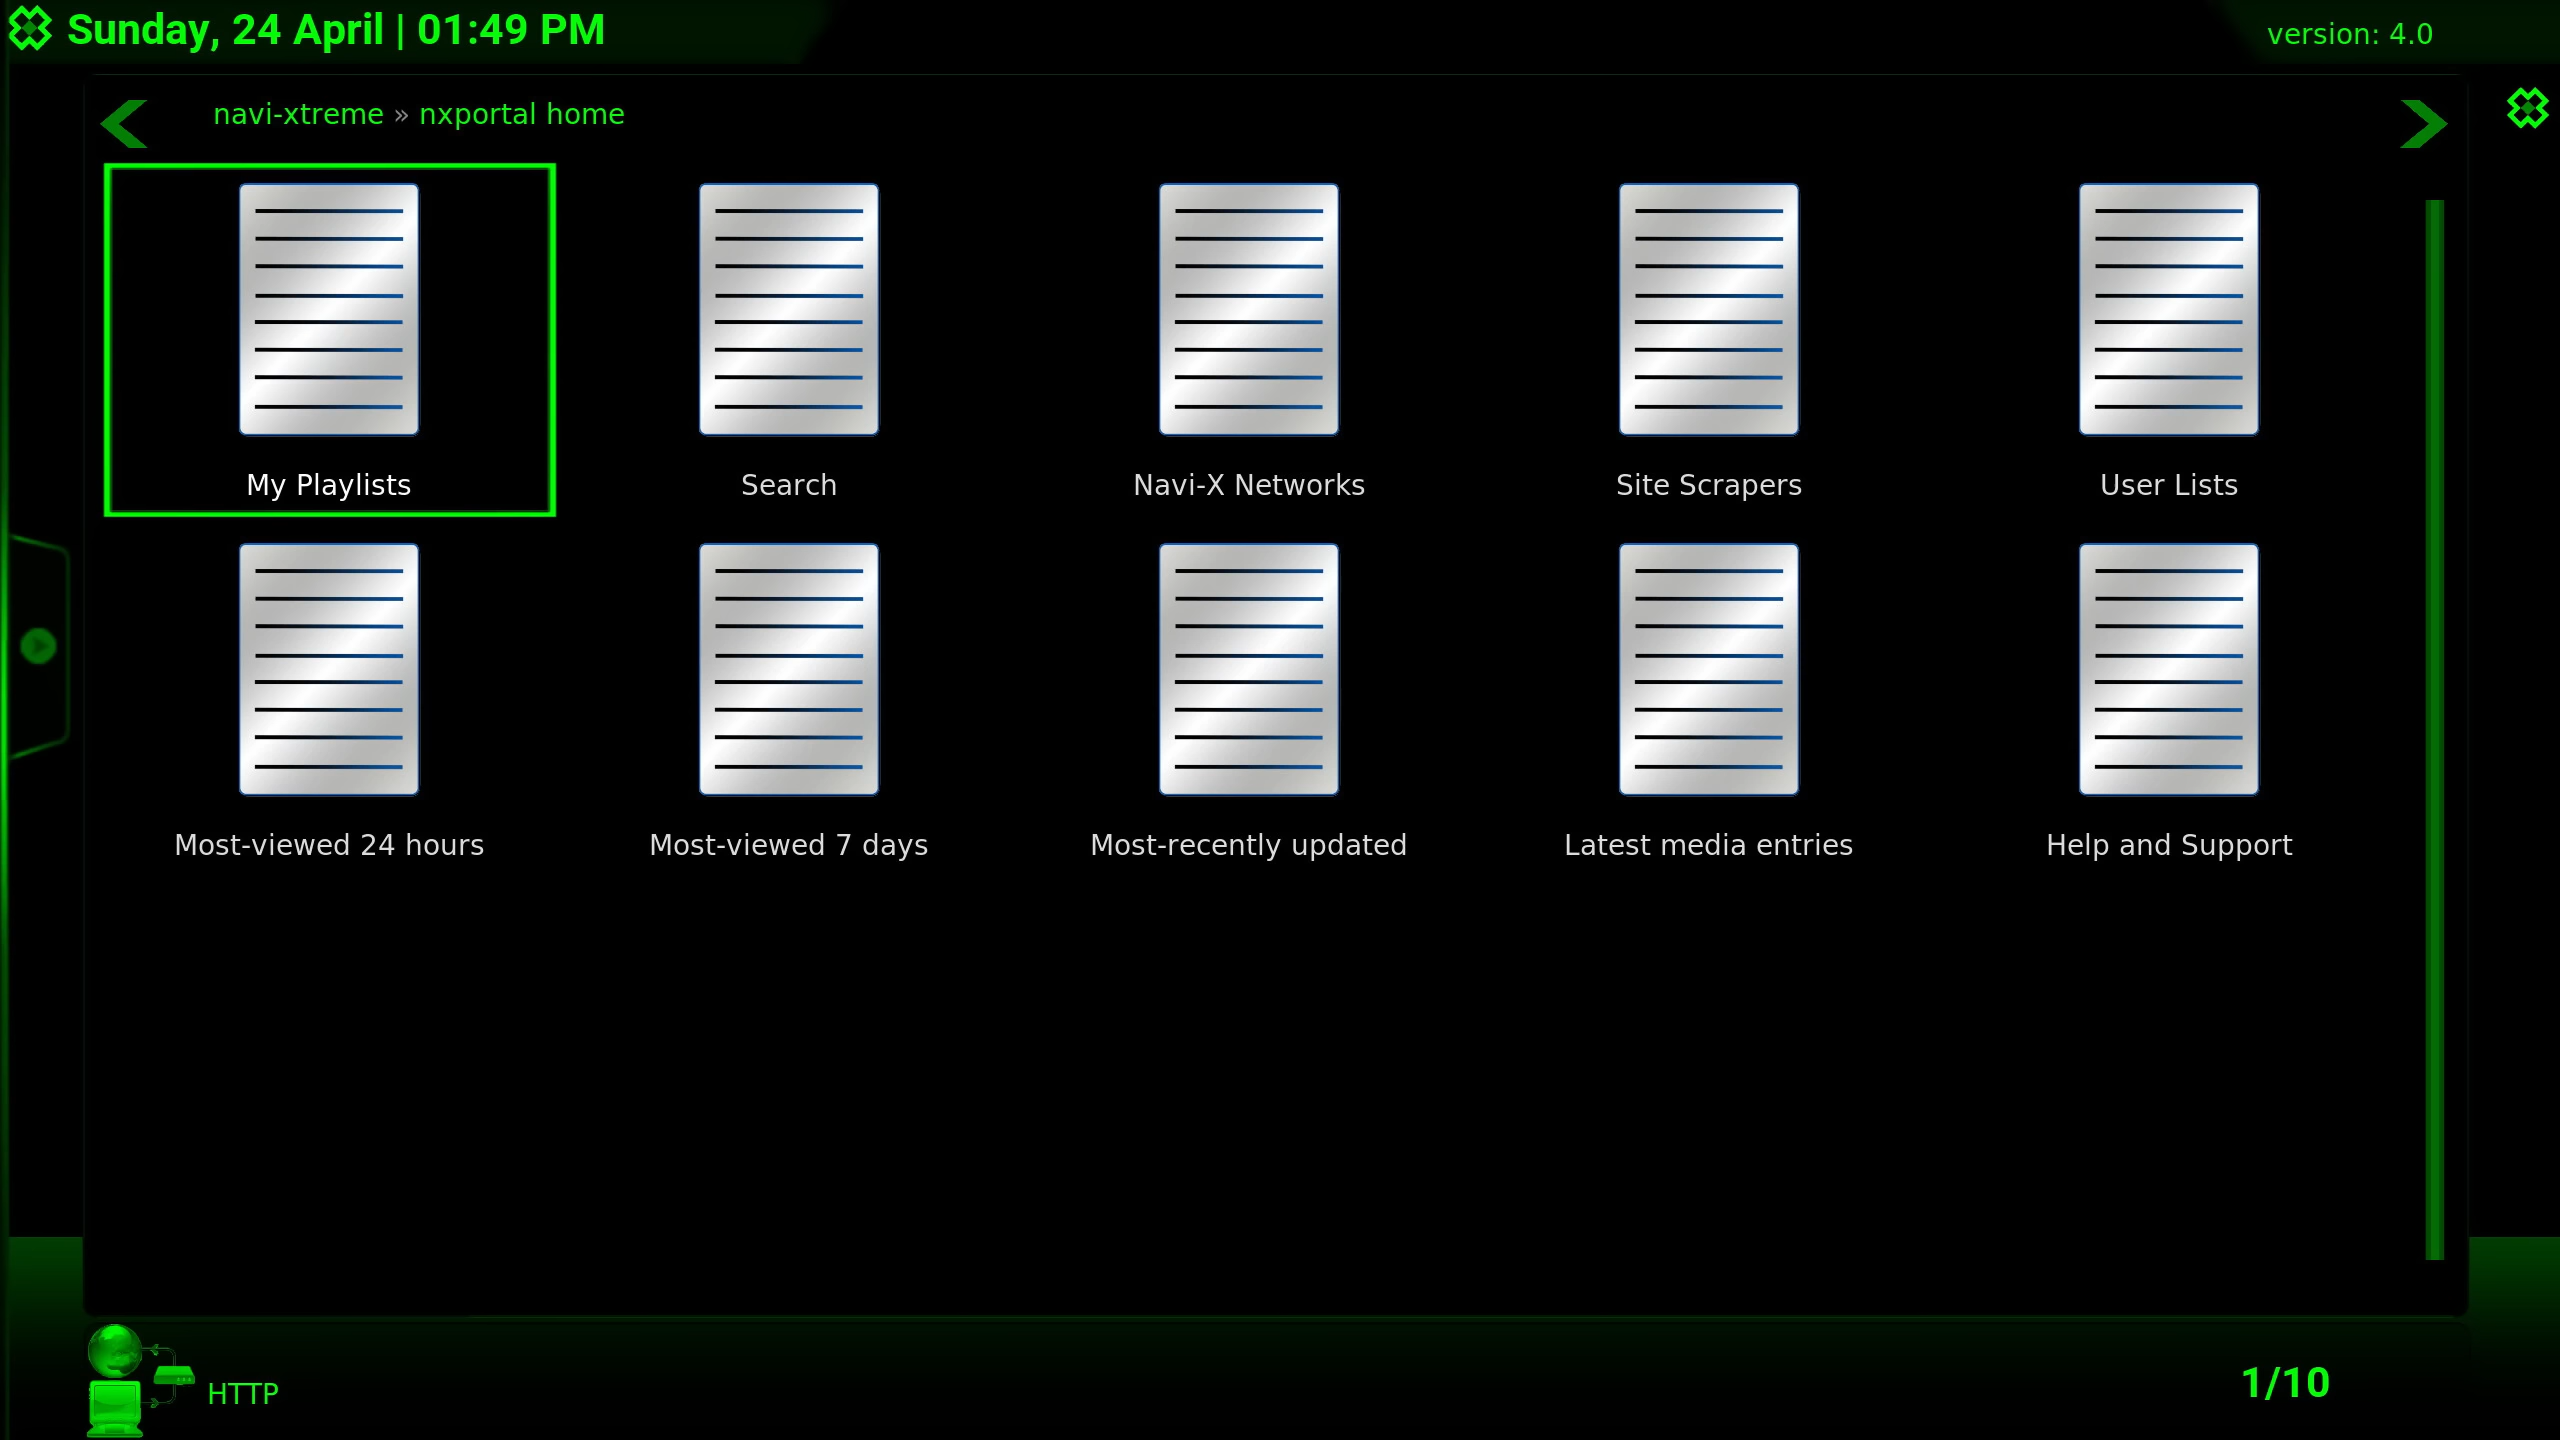 Sunday, 24 April | 01:49 PM
version: 4.0
navi-xtreme » nxportal home
My Playlists
Search
Navi-X Networks
Site Scrapers
User Lists
Most-viewed 24 hours
Most-viewed 7 days
Most-recently updated
Latest media entries
Help and Support
HTTP
1/10